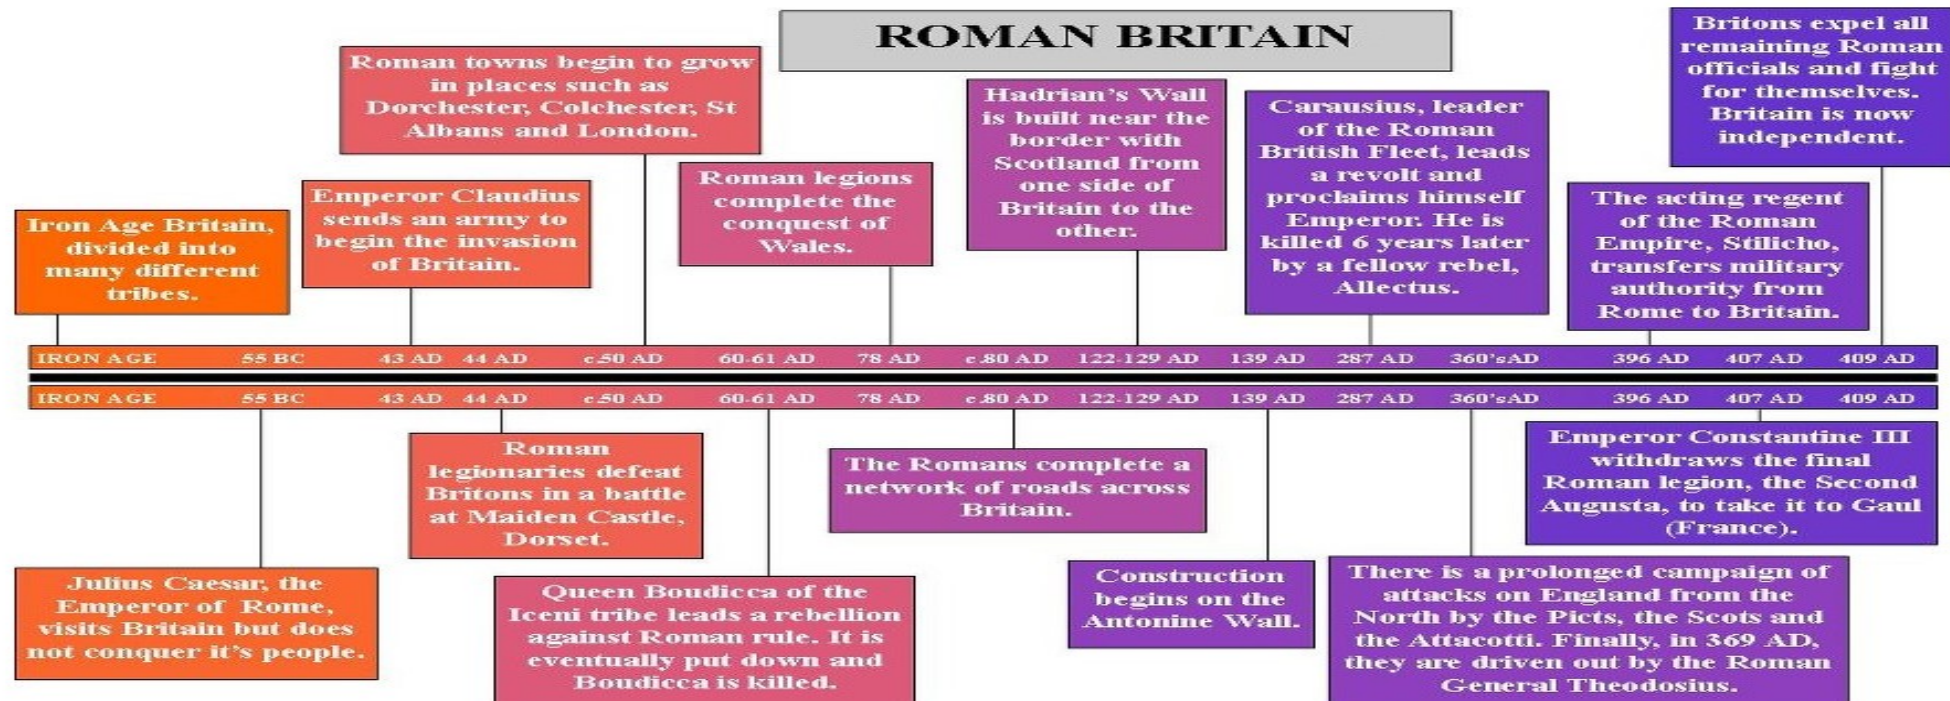 ROMAN BRITAIN
Britons expel all
remaining Roman
officials and fight
for themselves.
Britain is now
independent.
Roman towns begin to grow
in places such as
Dorchester, Colchester, St
Albans and London.
Hadrian's Wall
is built near the
border with
Scotland from
one side of
Britain to the
other.
Carausius, leader
of the Roman
British Fleet, leads
a revolt and
proclaims himself
Emperor. He is
killed 6 years later
by a fellow rebel,
Allectus.
Roman legions
complete the
conquest of
Wales.
Emperor Claudius
sends an army to
begin the invasion
of Britain.
The acting regent
of the Roman
Empire, Stilicho,
transfers military
authority from
Rome to Britain.
Iron Age Britain,
divided into
many different
tribes.
IRON AGE 55 BC 43 AD 44 AD c.50 AD 60-61 AD 78 AD c.80 AD 122-129 AD 139 AD 287 AD 360's AD 396 AD 407 AD 409 AD
IRON AGE 55 BC 43 AD 44 AD c.50 AD 60-61 AD 78 AD c.80 AD 122-129 AD 139 AD 287 AD 360's AD 396 AD 407 AD 409 AD
Roman
legionaries defeat
Britons in a battle
at Maiden Castle,
Dorset.
The Romans complete a
network of roads across
Britain.
Emperor Constantine III
withdraws the final
Roman legion, the Second
Augusta, to take it to Gaul
(France).
Julius Caesar, the
Emperor of Rome,
visits Britain but does
not conquer it's people.
Queen Boudicca of the
Iceni tribe leads a rebellion
against Roman rule. It is
eventually put down and
Boudicca is killed.
Construction
begins on the
Antonine Wall.
There is a prolonged campaign of
attacks on England from the
North by the Picts, the Scots and
the Attacotti. Finally, in 369 AD,
they are driven out by the Roman
General Theodosius.